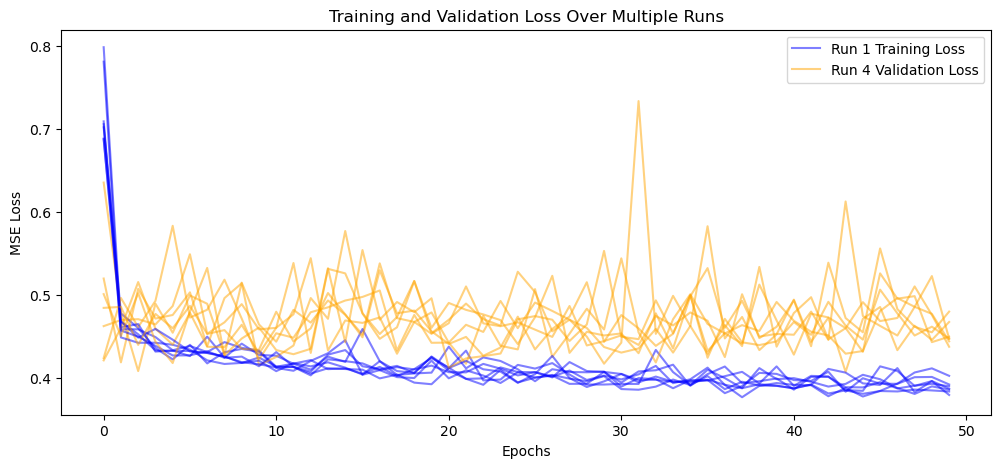 Training and Validation Loss Over Multiple Runs
Run 1 Training Loss
Run 4 Validation Loss
MSE Loss
0.8
0.7
0.6
0.5
0.4
0 10 20 30 40 50
Epochs